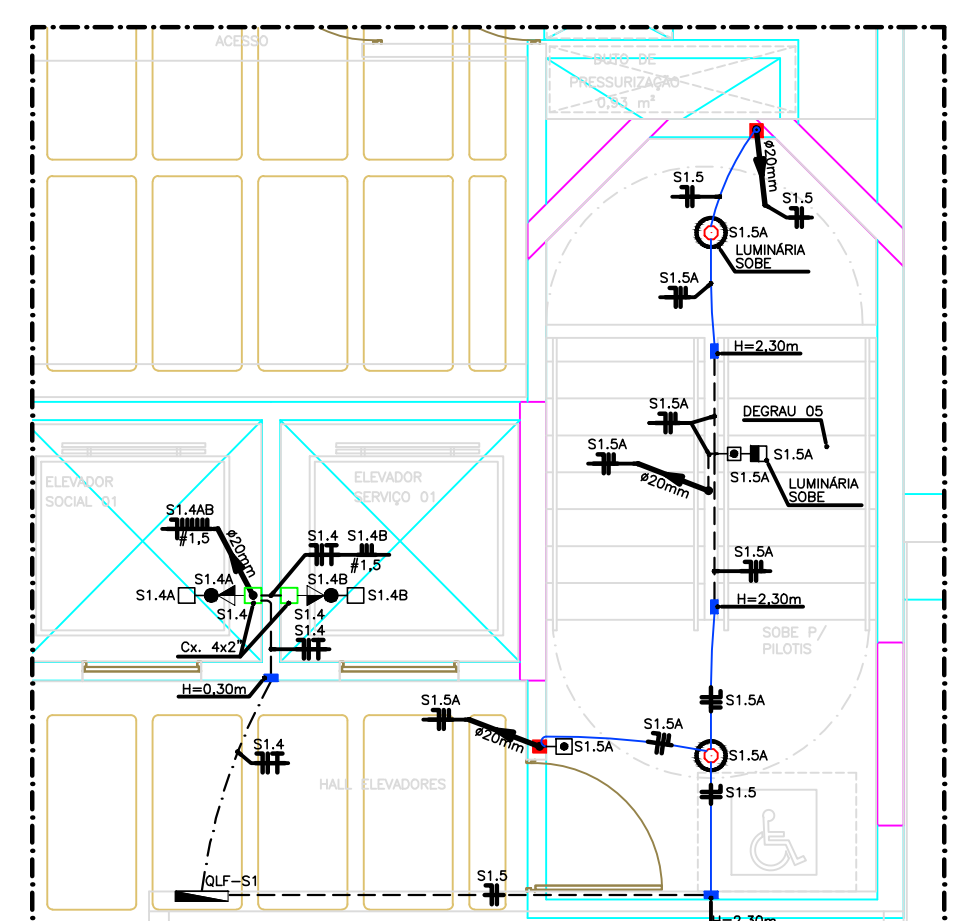 ACESSO
DUTO DE
PRESSURIZAÇÃO
0,93 m²
ø20mm
S1.5
S1.5
S1.5A
LUMINÁRIA
SOBE
S1.5A
H=2,30m
S1.5A
DEGRAU 05
S1.5A
S1.5A
S1.5A
ø20mm
LUMINÁRIA
SOBE
ELEVADOR
SOCIAL 01
ELEVADOR
SERVIÇO 01
S1.4AB
#1,5
ø20mm
S1.4
S1.4B
#1,5
S1.4A
S1.4B
S1.4A
S1.4B
S1.4
S1.4
S1.4
Cx. 4x2"
H=0,30m
S1.5A
H=2,30m
SOBE P/
PILOTIS
S1.5A
S1.5A
ø20mm
S1.5A
S1.5A
S1.5A
S1.4
HALL ELEVADORES
S1.5
QLF-S1
S1.5
H=2,30m